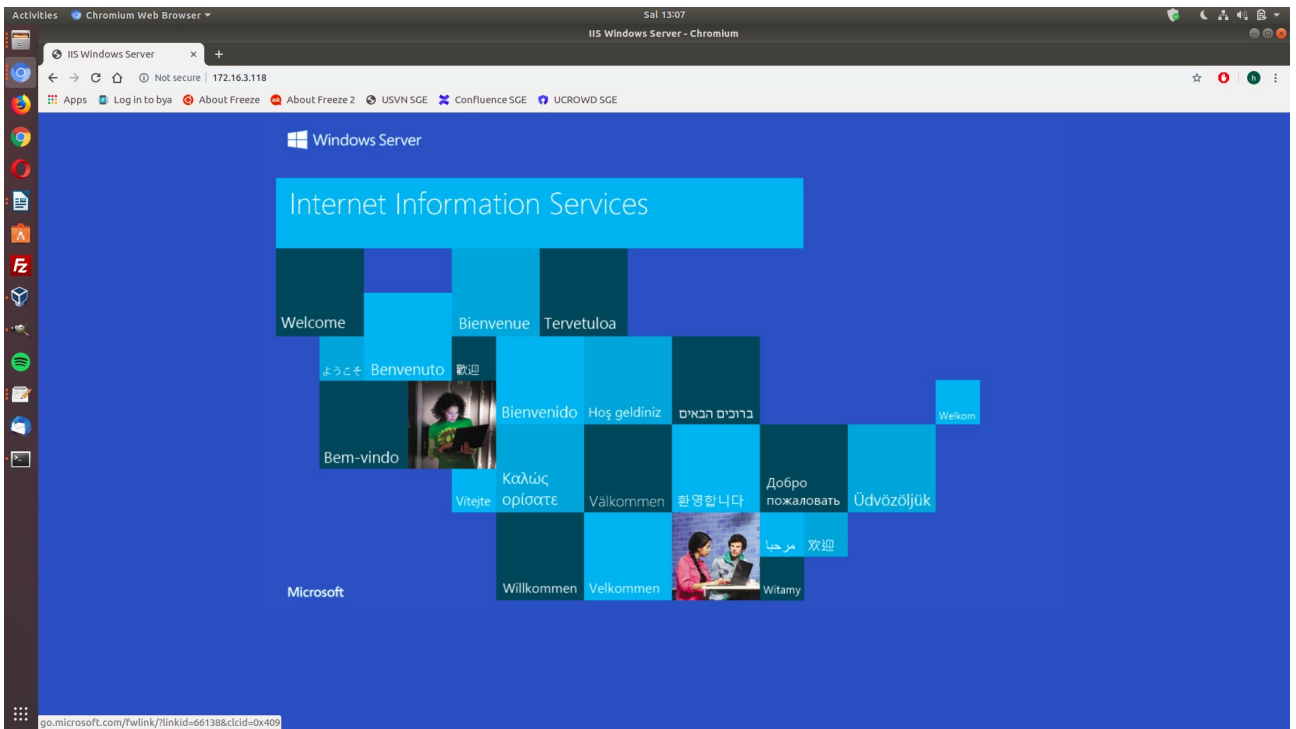 Activities Chromium Web Browser Sal 13:07
IIS Windows Server - Chromium
IIS Windows Server
Not secure | 172.16.3.118
Apps Log in to bya About Freeze About Freeze 2 USVN SGE Confluence SGE UCROWD SGE
Windows Server
Internet Information Services
Welcome
Bienvenue
Tervetuloa
ようこそ
Benvenuto
歡迎
Bienvenido
Hoş geldiniz
ברוכים הבאים
Welkom
Bem-vindo
Vítejte
Καλώς
ορίσατε
Välkommen
환영합니다
Добро
пожаловать
Üdvözöljük
مرحبا
欢迎
Microsoft
Willkommen
Velkommen
Witamy
go.microsoft.com/fwlink/?linkid=66138&clcid=0x409